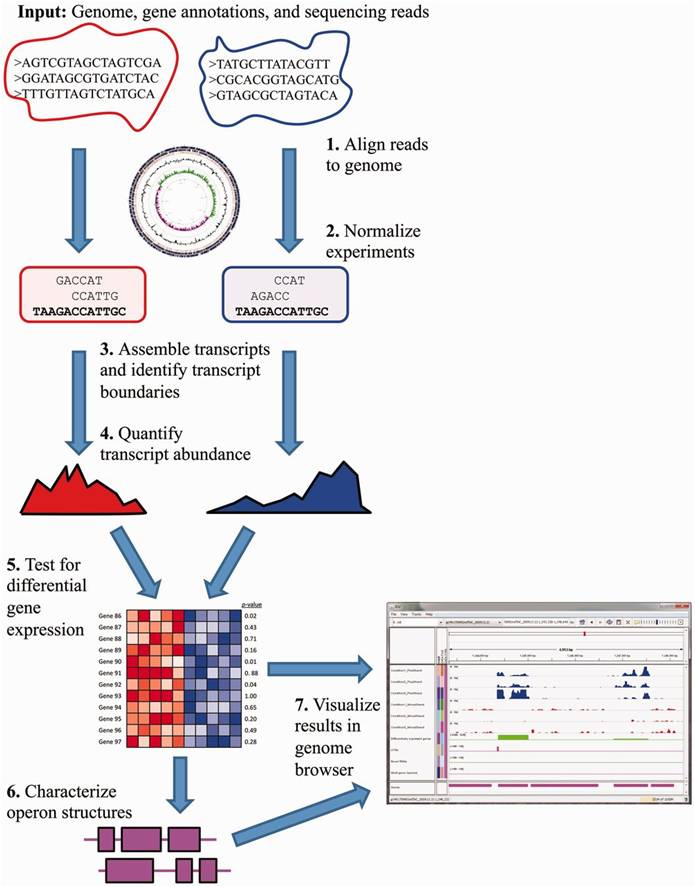 Input: Genome, gene annotations, and sequencing reads
>AGTCGTAGCTAGTCGA
>GGATAGCGTGATCTAC
>TTTGTTAGTCTATGCA
>TATGCTTATACGTT
>CGCACGGTAGCATG
>GTAGCGCTAGTACA
1. Align reads
to genome
2. Normalize
experiments
GACCAT
CCATTG
TAAGACCATTGC
CCAT
AGACC
TAAGACCATTGC
3. Assemble transcripts
and identify transcript
boundaries
4. Quantify
transcript abundance
5. Test for
differential
gene
expression
p-value
Gene 86 0.02
Gene 87 0.43
Gene 88 0.71
Gene 89 0.16
Gene 90 0.01
Gene 91 0. 88
Gene 92 0.04
Gene 93 1.00
Gene 94 0.65
Gene 95 0.20
Gene 96 0.49
Gene 97 0.28
7. Visualize
results in
genome
browser
6. Characterize
operon structures
File View Tracks Help